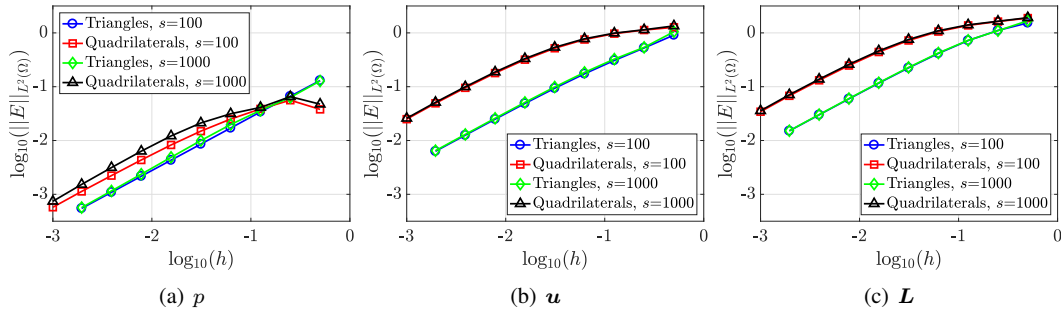 log₁₀(||E||_{L²(Ω)})
0
-1
-2
-3
Triangles, s=100
Quadrilaterals, s=100
Triangles, s=1000
Quadrilaterals, s=1000
-3 -2 -1 0
log₁₀(h)
(a) p
log₁₀(||E||_{L²(Ω)})
0
-1
-2
-3
Triangles, s=100
Quadrilaterals, s=100
Triangles, s=1000
Quadrilaterals, s=1000
-3 -2 -1 0
log₁₀(h)
(b) u
log₁₀(||E||_{L²(Ω)})
0
-1
-2
-3
Triangles, s=100
Quadrilaterals, s=100
Triangles, s=1000
Quadrilaterals, s=1000
-3 -2 -1 0
log₁₀(h)
(c) L